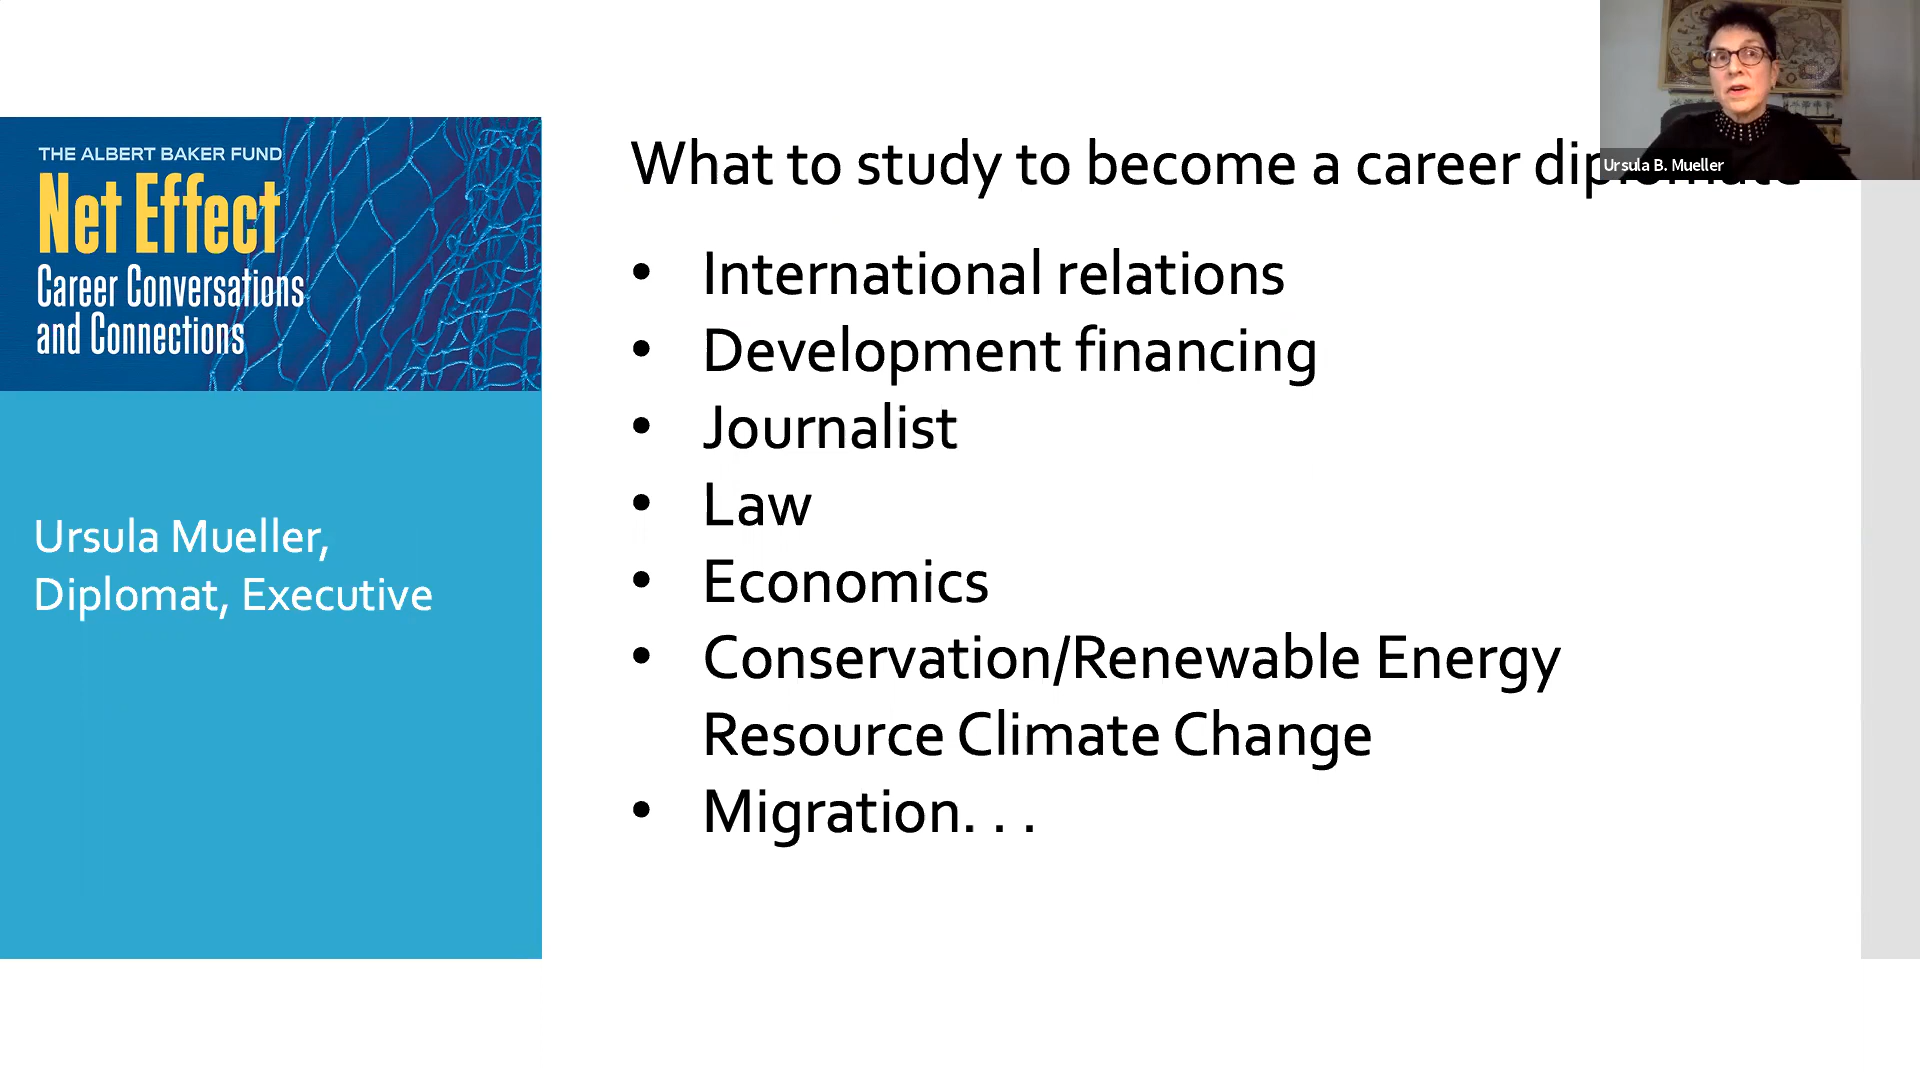 THE ALBERT BAKER FUND
Net Effect
Career Conversations
and Connections
Ursula Mueller,
Diplomat, Executive
What to study to become a career
• International relations
• Development financing
• Journalist
• Law
• Economics
• Conservation/Renewable Energy
Resource Climate Change
• Migration. . .
Ursula B. Mueller